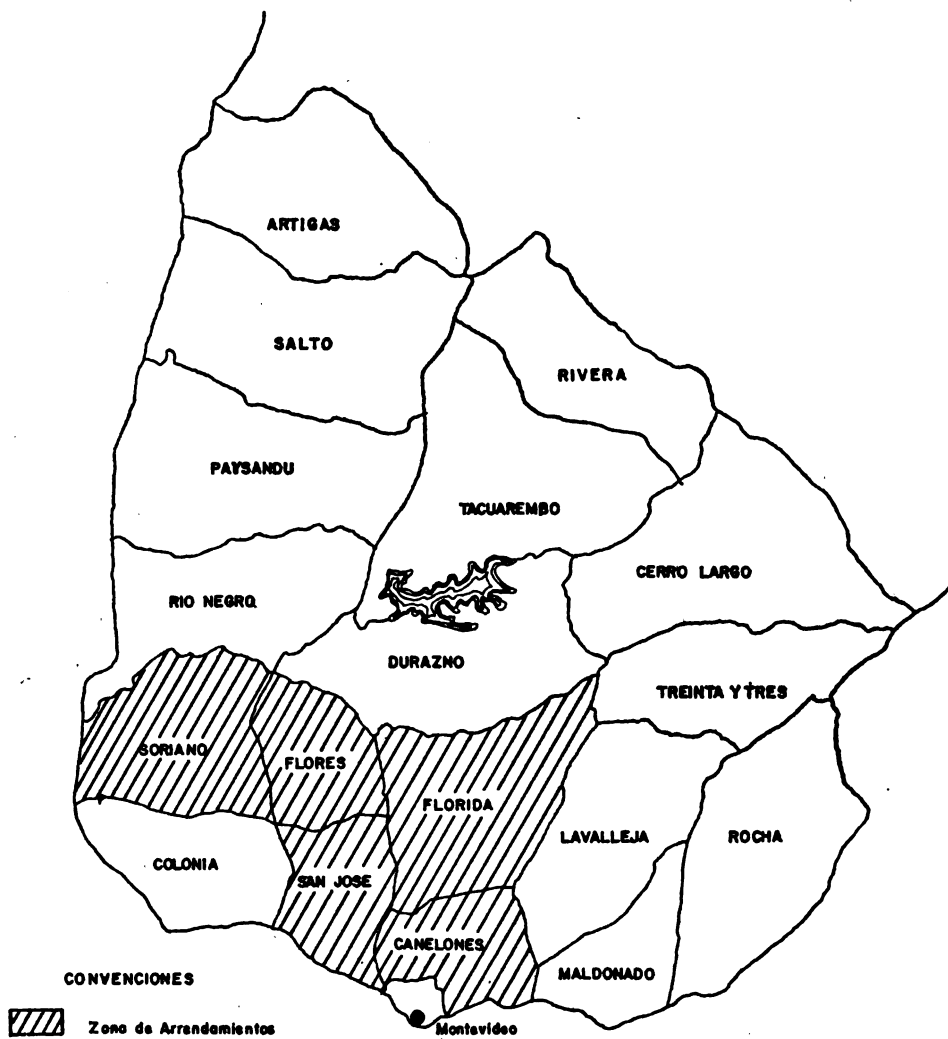 ARTIGAS
SALTO
RIVERA
PAYSANDU
TACUAREMBO
CERRO LARGO
RIO NEGRO
DURAZNO
TREINTA Y TRES
SORIANO
FLORES
FLORIDA
LAVALLEJA
ROCHA
COLONIA
SAN JOSE
CANELONES
MALDONADO
CONVENCIONES
Zona de Arrendamientos
Montevideo